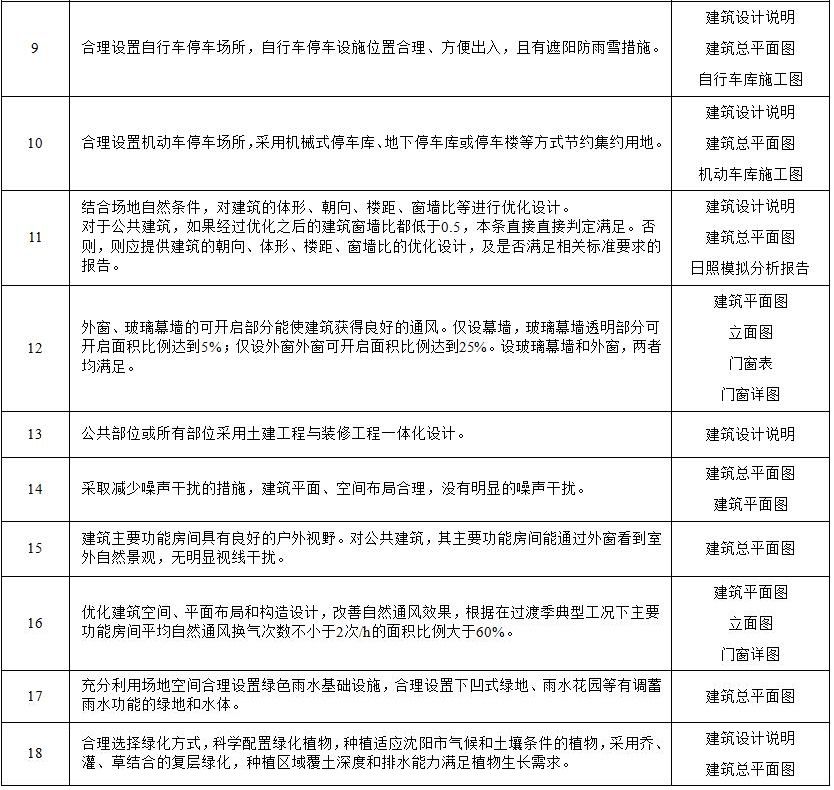 9
合理设置自行车停车场所，自行车停车设施位置合理、方便出入，且有遮阳防雨雪措施。
建筑设计说明
建筑总平面图
自行车库施工图
10
合理设置机动车停车场所，采用机械式停车库、地下停车库或停车楼等方式节约集约用地。
建筑设计说明
建筑总平面图
机动车库施工图
11
结合场地自然条件，对建筑的体形、朝向、楼距、窗墙比等进行优化设计。
对于公共建筑，如果经过优化之后的建筑窗墙比都低于0.5，本条直接直接判定满足。否
则，则应提供建筑的朝向、体形、楼距、窗墙比的优化设计，及是否满足相关标准要求的
报告。
建筑设计说明
建筑总平面图
日照模拟分析报告
12
外窗、玻璃幕墙的可开启部分能使建筑获得良好的通风。仅设幕墙，玻璃幕墙透明部分可
开启面积比例达到5%；仅设外窗外窗可开启面积比例达到25%。设玻璃幕墙和外窗，两者
均满足。
建筑平面图
立面图
门窗表
门窗详图
13
公共部位或所有部位采用土建工程与装修工程一体化设计。
建筑设计说明
14
采取减少噪声干扰的措施，建筑平面、空间布局合理，没有明显的噪声干扰。
建筑总平面图
建筑平面图
15
建筑主要功能房间具有良好的户外视野。对公共建筑，其主要功能房间能通过外窗看到室
外自然景观，无明显视线干扰。
建筑总平面图
16
优化建筑空间、平面布局和构造设计，改善自然通风效果，根据在过渡季典型工况下主要
功能房间平均自然通风换气次数不小于2次/h的面积比例大于60%。
建筑平面图
立面图
门窗详图
17
充分利用场地空间合理设置绿色雨水基础设施，合理设置下凹式绿地、雨水花园等有调蓄
雨水功能的绿地和水体。
建筑总平面图
18
合理选择绿化方式，科学配置绿化植物，种植适应沈阳市气候和土壤条件的植物，采用乔、
灌、草结合的复层绿化，种植区域覆土深度和排水能力满足植物生长需求。
建筑设计说明
建筑总平面图